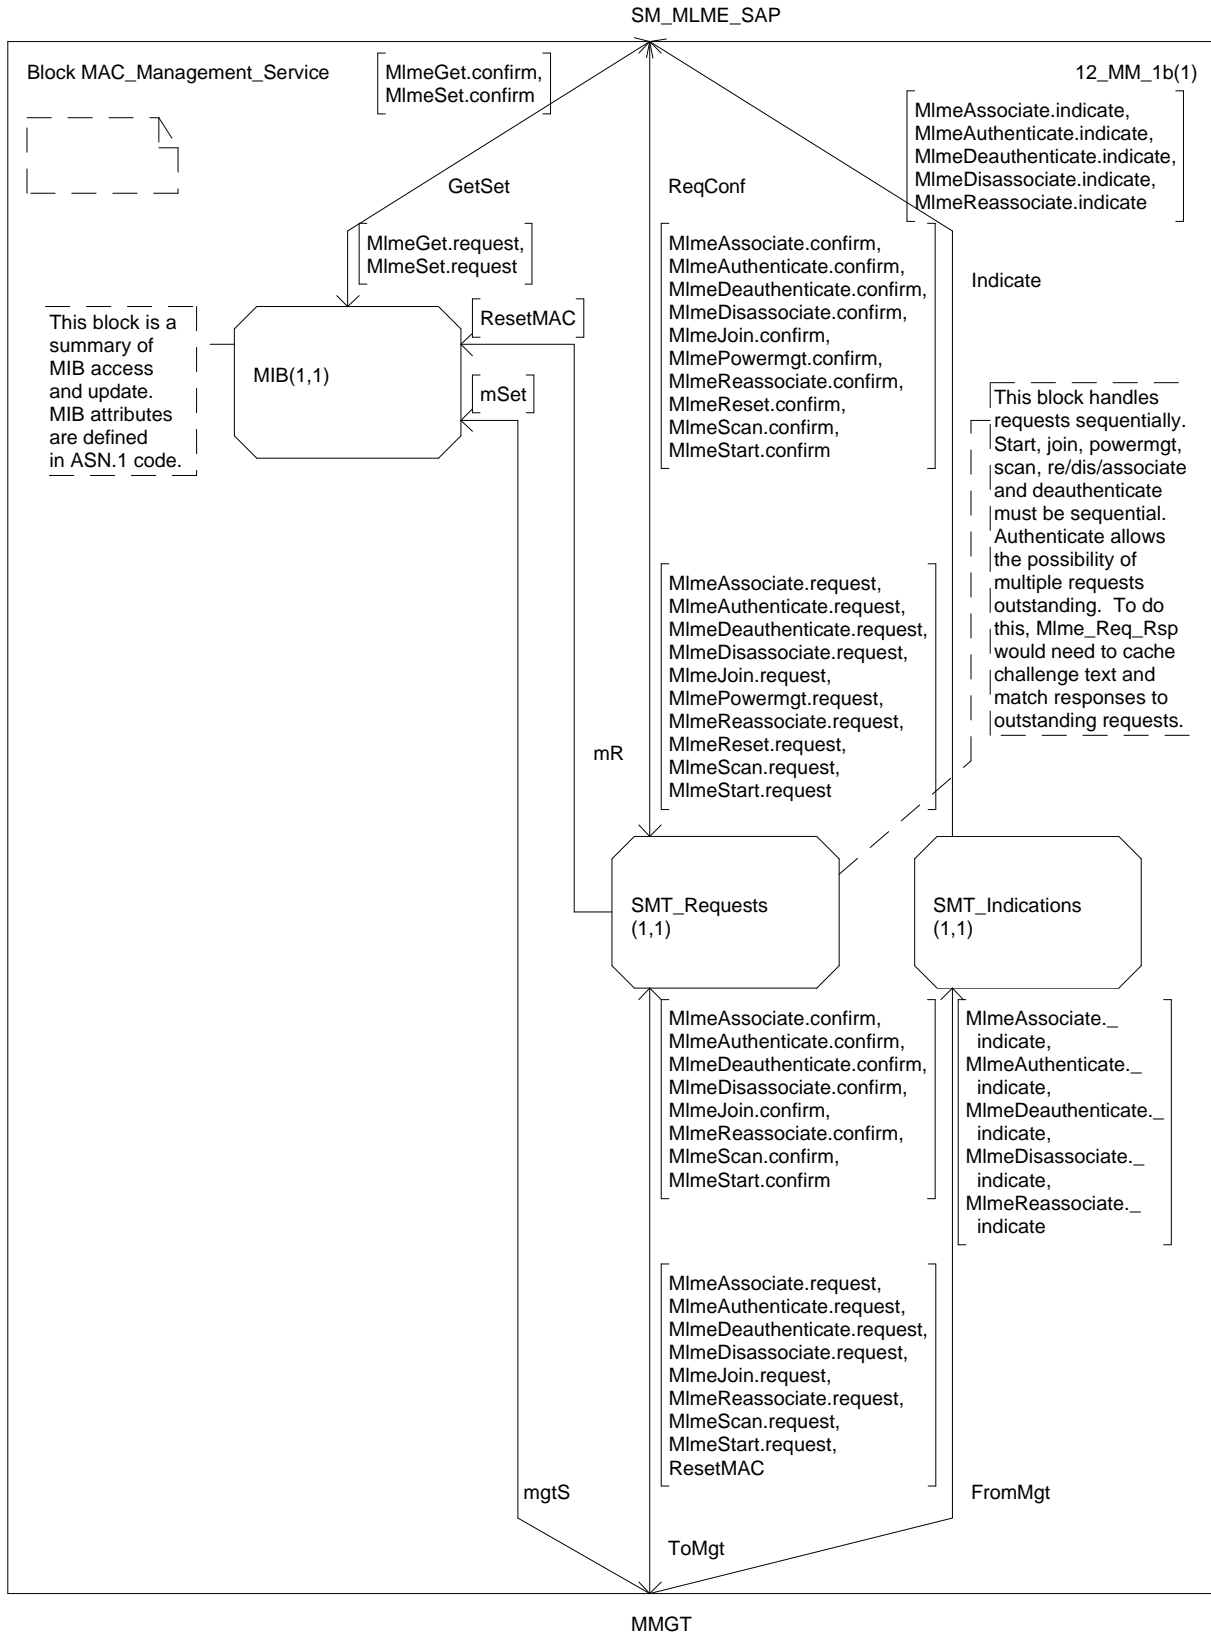 SM_MLME_SAP
Block MAC_Management_Service
12_MM_1b(1)
MlmeGet.confirm,
MlmeSet.confirm
MlmeAssociate.indicate,
MlmeAuthenticate.indicate,
MlmeDeauthenticate.indicate,
MlmeDisassociate.indicate,
MlmeReassociate.indicate
GetSet
ReqConf
MlmeGet.request,
MlmeSet.request
MlmeAssociate.confirm,
MlmeAuthenticate.confirm,
MlmeDeauthenticate.confirm,
MlmeDisassociate.confirm,
MlmeJoin.confirm,
MlmePowermgt.confirm,
MlmeReassociate.confirm,
MlmeReset.confirm,
MlmeScan.confirm,
MlmeStart.confirm
Indicate
This block is a
summary of
MIB access
and update.
MIB attributes
are defined
in ASN.1 code.
MIB(1,1)
ResetMAC
mSet
This block handles
requests sequentially.
Start, join, powermgt,
scan, re/dis/associate
and deauthenticate
must be sequential.
Authenticate allows
the possibility of
multiple requests
outstanding. To do
this, Mlme_Req_Rsp
would need to cache
challenge text and
match responses to
outstanding requests.
MlmeAssociate.request,
MlmeAuthenticate.request,
MlmeDeauthenticate.request,
MlmeDisassociate.request,
MlmeJoin.request,
MlmePowermgt.request,
MlmeReassociate.request,
MlmeReset.request,
MlmeScan.request,
MlmeStart.request
mR
SMT_Requests
(1,1)
SMT_Indications
(1,1)
MlmeAssociate.confirm,
MlmeAuthenticate.confirm,
MlmeDeauthenticate.confirm,
MlmeDisassociate.confirm,
MlmeJoin.confirm,
MlmeReassociate.confirm,
MlmeScan.confirm,
MlmeStart.confirm
MlmeAssociate._
indicate,
MlmeAuthenticate._
indicate,
MlmeDeauthenticate._
indicate,
MlmeDisassociate._
indicate,
MlmeReassociate._
indicate
MlmeAssociate.request,
MlmeAuthenticate.request,
MlmeDeauthenticate.request,
MlmeDisassociate.request,
MlmeJoin.request,
MlmeReassociate.request,
MlmeScan.request,
MlmeStart.request,
ResetMAC
mgtS
FromMgt
ToMgt
MMGT